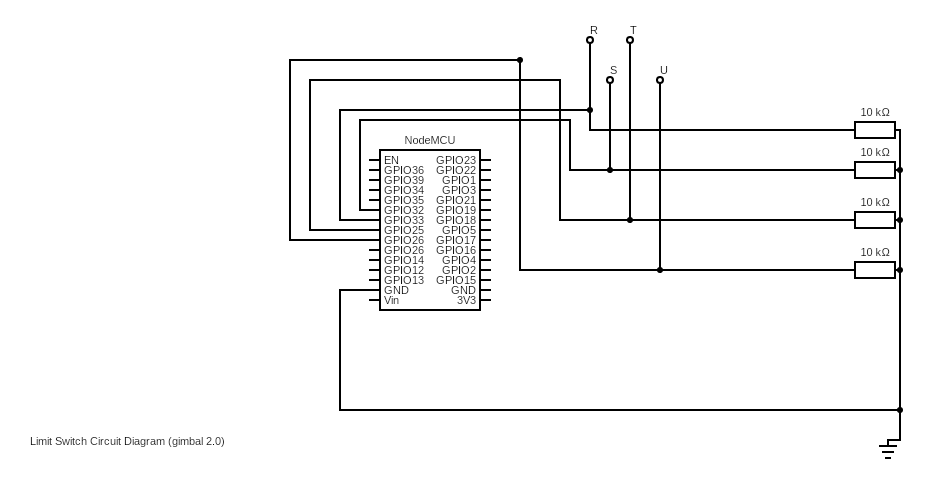 R
T
S
U
10 kΩ
NodeMCU
10 kΩ
EN GPIO23
GPIO36 GPIO22
GPIO39 GPIO1
GPIO34 GPIO3
GPIO35 GPIO21
10 kΩ
GPIO32 GPIO19
GPIO33 GPIO18
GPIO25 GPIO5
GPIO26 GPIO17
GPIO26 GPIO16
10 kΩ
GPIO14 GPIO4
GPIO12 GPIO2
GPIO13 GPIO15
GND GND
Vin 3V3
Limit Switch Circuit Diagram (gimbal 2.0)